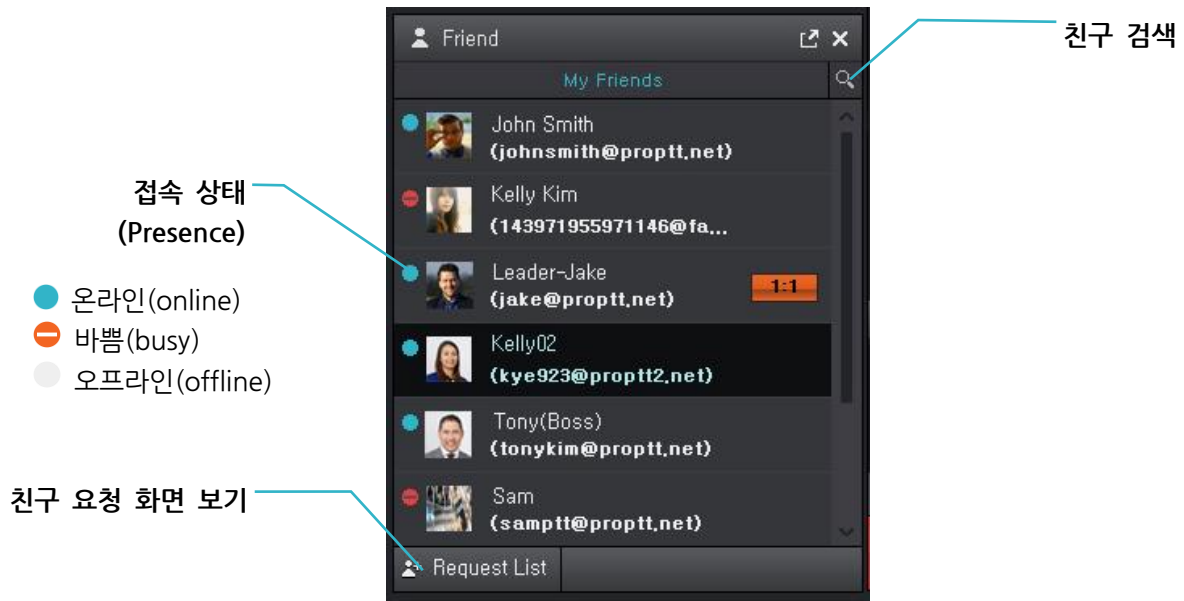 Friend
친구 검색
My Friends
John Smith
(johnsmith@proptt.net)
접속 상태
(Presence)
Kelly Kim
(143971955971146@fa...
Leader-Jake
(jake@proptt.net)
1:1
온라인(online)
바쁨(busy)
오프라인(offline)
Kelly02
(kye923@proptt2.net)
Tony(Boss)
(tonykim@proptt.net)
친구 요청 화면 보기
Sam
(samptt@proptt.net)
Request List